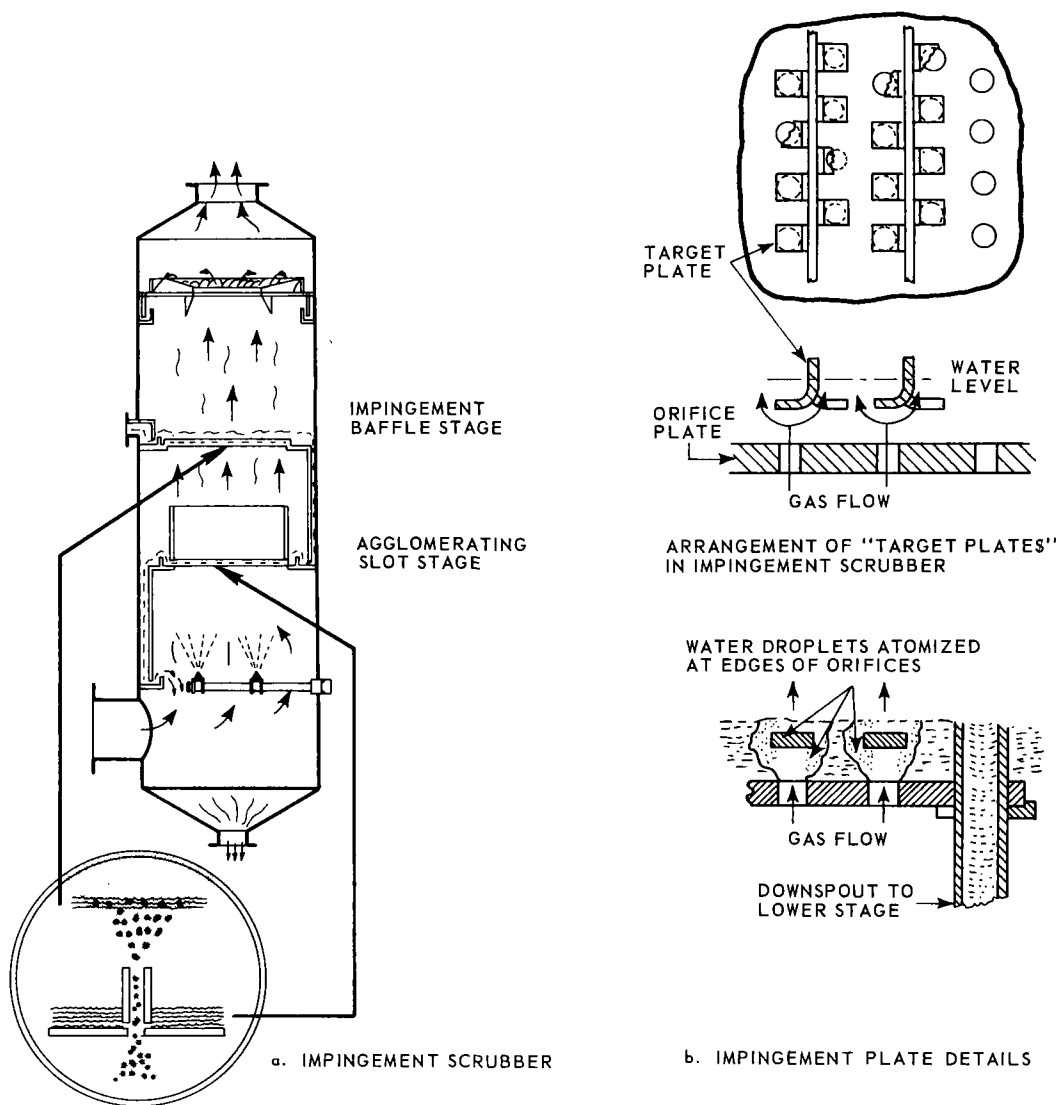 IMPINGEMENT
BAFFLE STAGE
AGGLOMERATING
SLOT STAGE
a. IMPINGEMENT SCRUBBER
TARGET
PLATE
WATER
LEVEL
ORIFICE
PLATE
GAS FLOW
ARRANGEMENT OF "TARGET PLATES"
IN IMPINGEMENT SCRUBBER
WATER DROPLETS ATOMIZED
AT EDGES OF ORIFICES
GAS FLOW
DOWNSPOUT TO
LOWER STAGE
b. IMPINGEMENT PLATE DETAILS